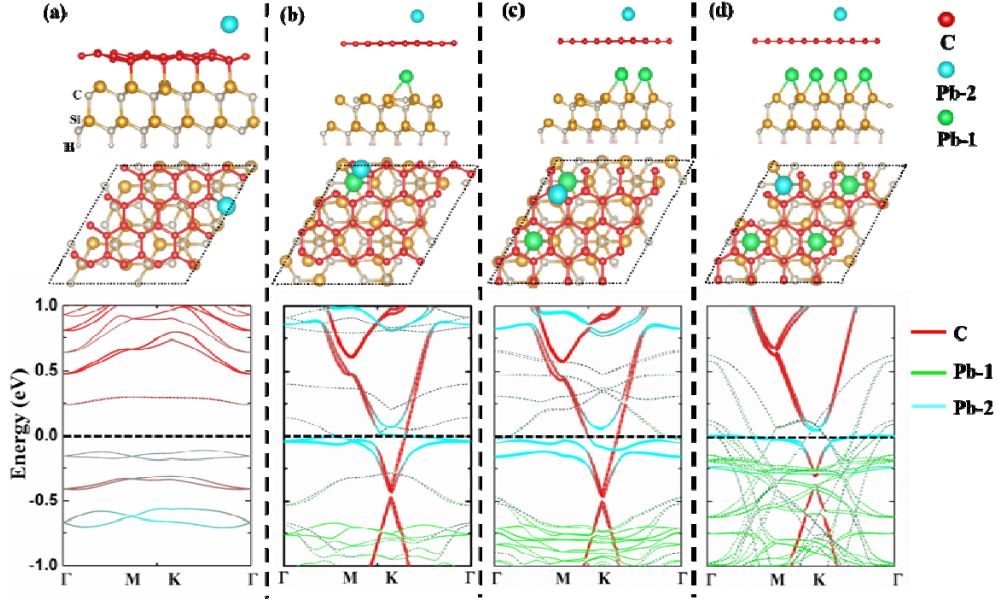 (a)
(b)
(c)
(d)
C
Pb-2
Pb-1
C
Si
H
1.0
0.5
0.0
-0.5
-1.0
Energy (eV)
Γ M K Γ
Γ M K Γ
Γ M K Γ
Γ M K Γ
C
Pb-1
Pb-2